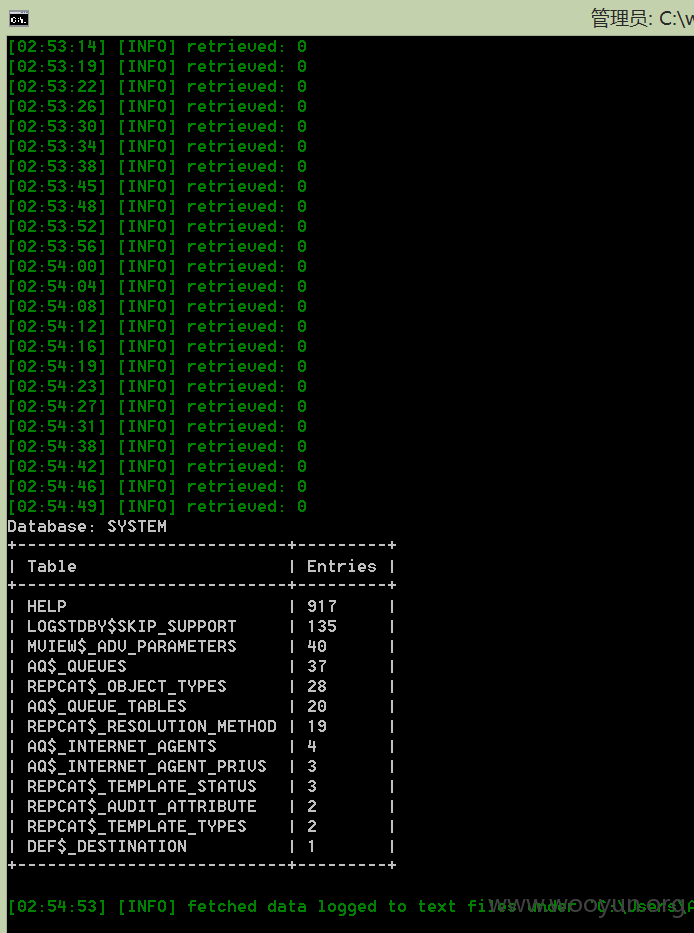 管理员: C:\w
[02:53:14] [INFO] retrieved: 0
[02:53:19] [INFO] retrieved: 0
[02:53:22] [INFO] retrieved: 0
[02:53:26] [INFO] retrieved: 0
[02:53:30] [INFO] retrieved: 0
[02:53:34] [INFO] retrieved: 0
[02:53:38] [INFO] retrieved: 0
[02:53:45] [INFO] retrieved: 0
[02:53:48] [INFO] retrieved: 0
[02:53:52] [INFO] retrieved: 0
[02:53:56] [INFO] retrieved: 0
[02:54:00] [INFO] retrieved: 0
[02:54:04] [INFO] retrieved: 0
[02:54:08] [INFO] retrieved: 0
[02:54:12] [INFO] retrieved: 0
[02:54:16] [INFO] retrieved: 0
[02:54:19] [INFO] retrieved: 0
[02:54:23] [INFO] retrieved: 0
[02:54:27] [INFO] retrieved: 0
[02:54:31] [INFO] retrieved: 0
[02:54:38] [INFO] retrieved: 0
[02:54:42] [INFO] retrieved: 0
[02:54:46] [INFO] retrieved: 0
[02:54:49] [INFO] retrieved: 0
Database: SYSTEM
+--------------------------+---------+
| Table                    | Entries |
+--------------------------+---------+
| HELP                     | 917     |
| LOGSTDBY$SKIP_SUPPORT    | 135     |
| MVIEW$_ADV_PARAMETERS    | 40      |
| AQ$_QUEUES               | 37      |
| REPCAT$_OBJECT_TYPES     | 28      |
| AQ$_QUEUE_TABLES         | 20      |
| REPCAT$_RESOLUTION_METHOD | 19      |
| AQ$_INTERNET_AGENTS      | 4       |
| AQ$_INTERNET_AGENT_PRIVS | 3       |
| REPCAT$_TEMPLATE_STATUS  | 3       |
| REPCAT$_AUDIT_ATTRIBUTE  | 2       |
| REPCAT$_TEMPLATE_TYPES   | 2       |
| DEF$_DESTINATION         | 1       |
+--------------------------+---------+
[02:54:53] [INFO] fetched data logged to text files under 'C:\Users\A
www.wooyun.org